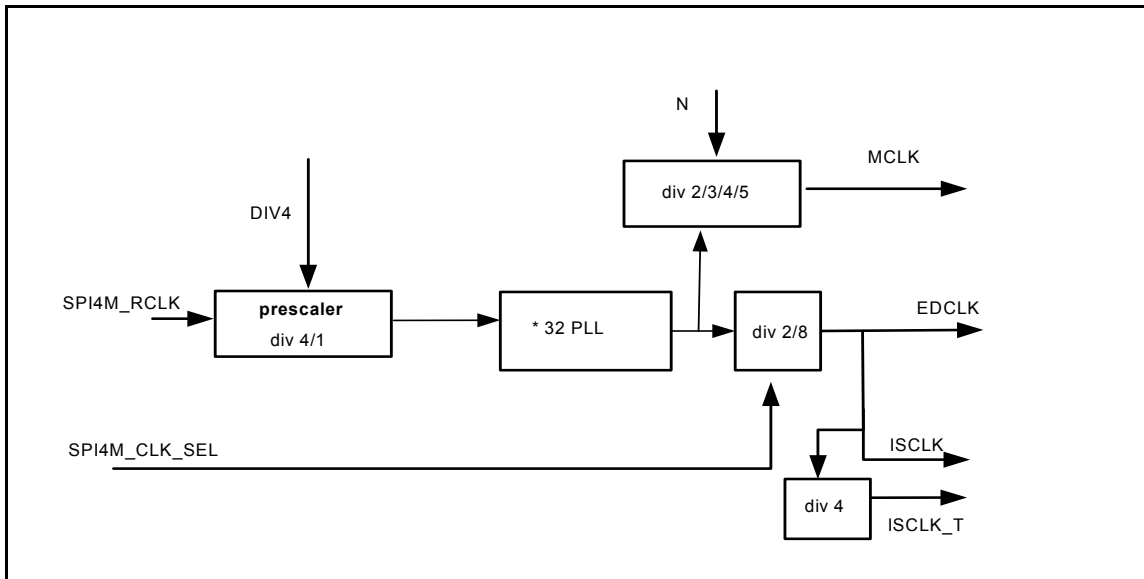 N
MCLK
div 2/3/4/5
DIV4
SPI4M_RCLK
prescaler
div 4/1
* 32 PLL
div 2/8
EDCLK
SPI4M_CLK_SEL
ISCLK
div 4
ISCLK_T